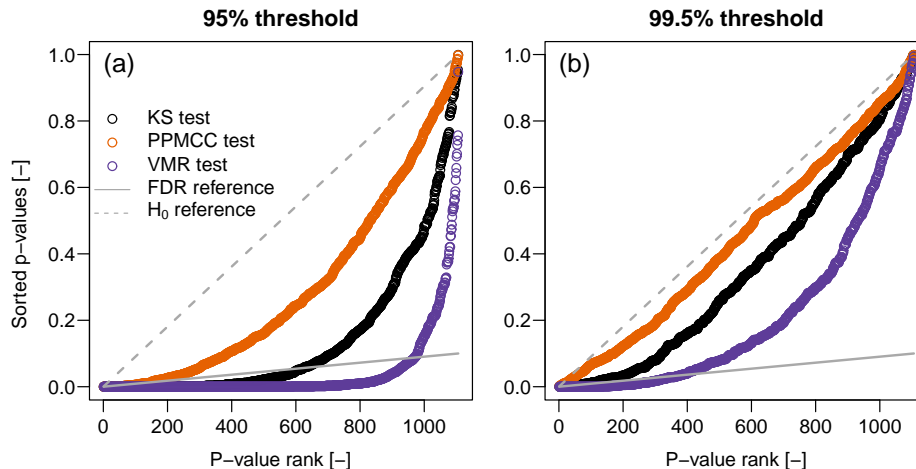 95% threshold
99.5% threshold
(a)
(b)
Sorted p−values [−]
1.0
0.8
0.6
0.4
0.2
0.0
KS test
PPMCC test
VMR test
FDR reference
H₀ reference
0 200 400 600 800 1000
P−value rank [−]
1.0
0.8
0.6
0.4
0.2
0.0
0 200 400 600 800 1000
P−value rank [−]